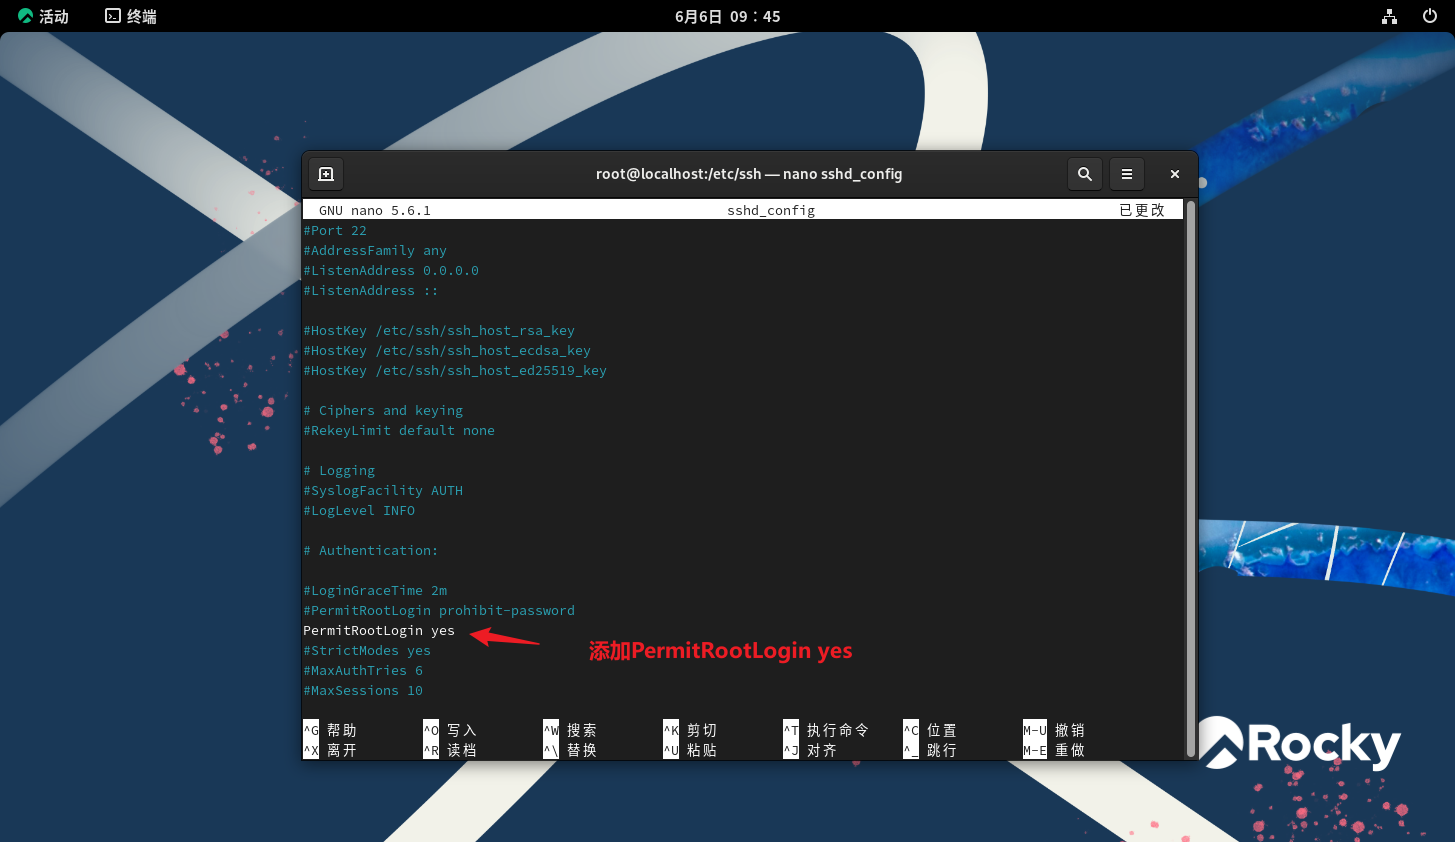 活动 终端 6月6日 09：45
root@localhost:/etc/ssh — nano sshd_config
GNU nano 5.6.1 sshd_config 已更改
#Port 22
#AddressFamily any
#ListenAddress 0.0.0.0
#ListenAddress ::
#HostKey /etc/ssh/ssh_host_rsa_key
#HostKey /etc/ssh/ssh_host_ecdsa_key
#HostKey /etc/ssh/ssh_host_ed25519_key
# Ciphers and keying
#RekeyLimit default none
# Logging
#SyslogFacility AUTH
#LogLevel INFO
# Authentication:
#LoginGraceTime 2m
#PermitRootLogin prohibit-password
PermitRootLogin yes
添加PermitRootLogin yes
#StrictModes yes
#MaxAuthTries 6
#MaxSessions 10
^G 帮助 ^O 写入 ^W 搜索 ^K 剪切 ^T 执行命令 ^C 位置 M-U 撤销
^X 离开 ^R 读档 ^\ 替换 ^U 粘贴 ^J 对齐 ^_ 跳行 M-E 重做
Rocky